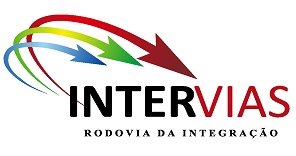 INTERVIAS
RODOVIA DA INTEGRAÇÃO